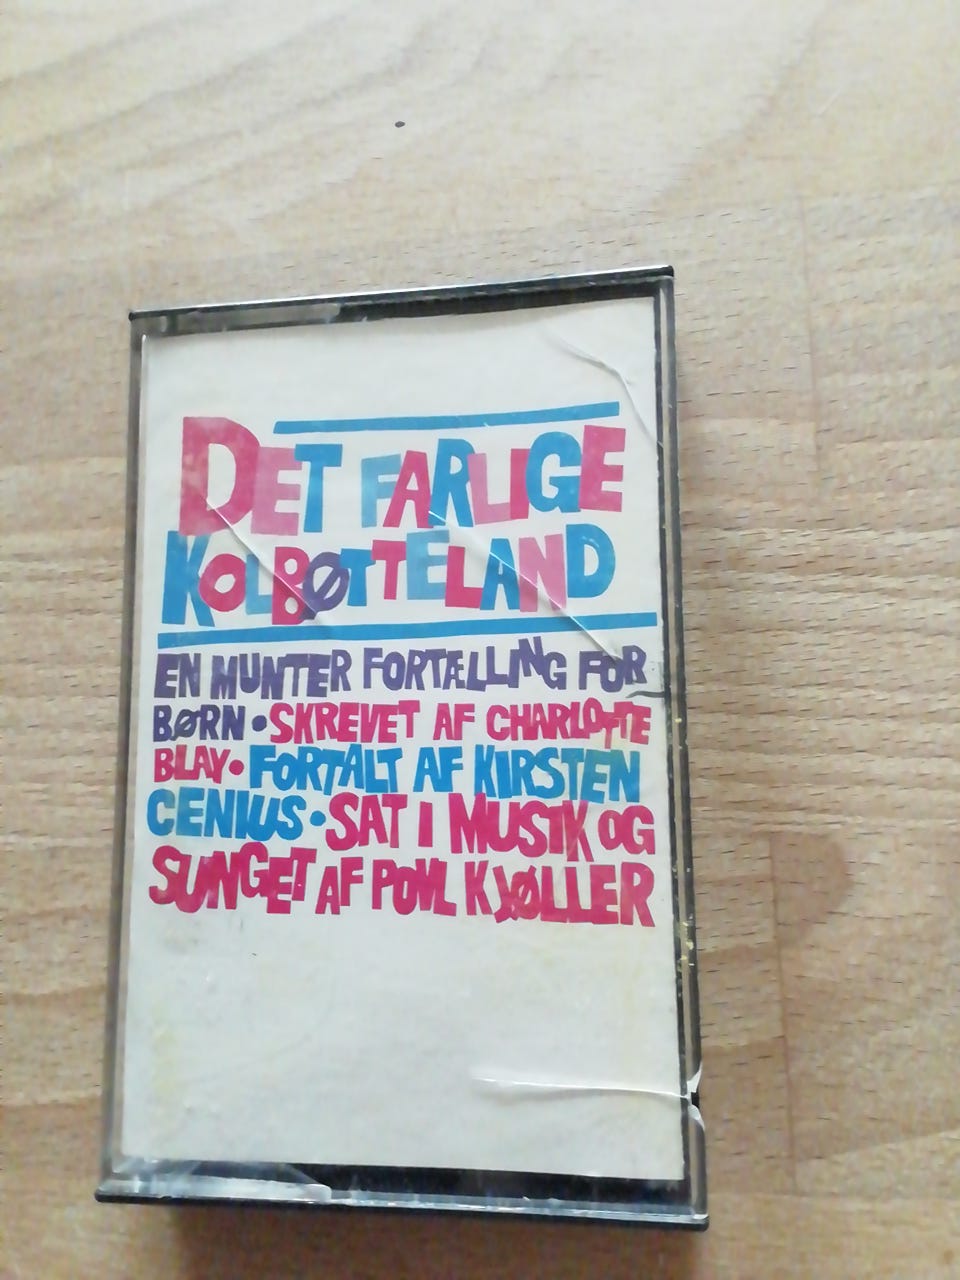 DET FARLIGE
KOLBØTTELAND
EN MUNTER FORTÆLLING FOR
BØRN • SKREVET AF CHARLOTTE
BLAY • FORTALT AF KIRSTEN
CENIUS • SAT I MUSIK OG
SUNGET AF POVL KJØLLER